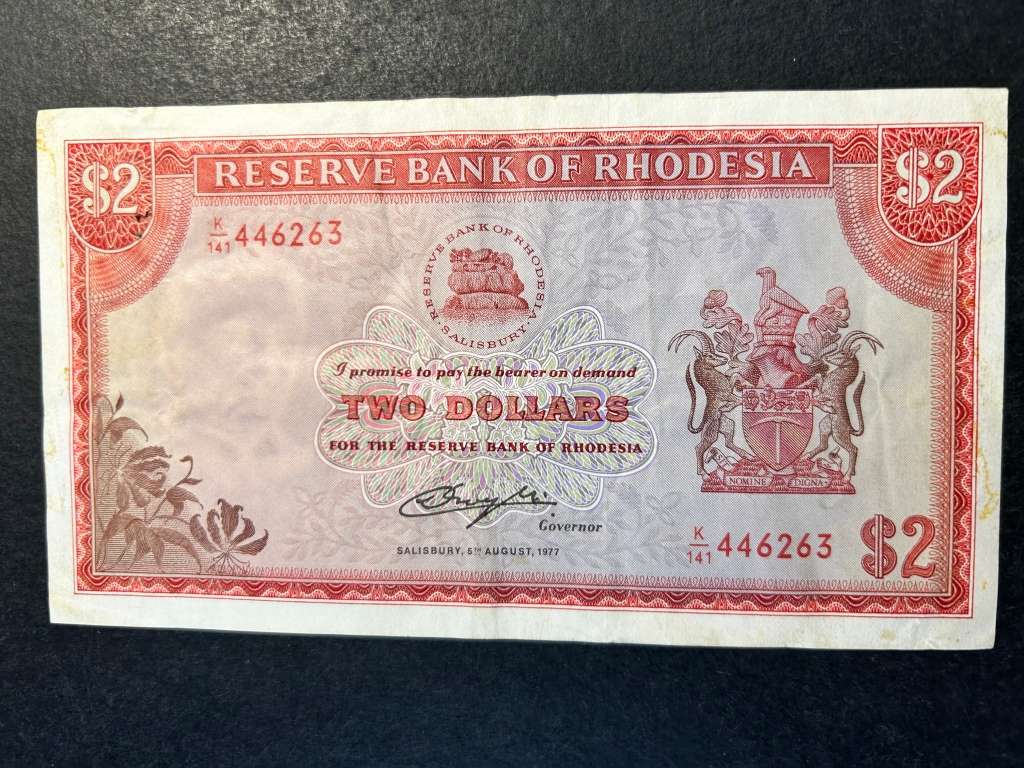 $2
RESERVE BANK OF RHODESIA
$2
K/141 446263
RESERVE BANK OF RHODESIA
· SALISBURY ·
I promise to pay the bearer on demand
TWO DOLLARS
FOR THE RESERVE BANK OF RHODESIA
SIT NOMINE DIGNA
Governor
SALISBURY, 5TH AUGUST, 1977
K/141 446263
$2